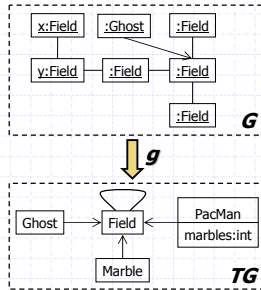 x:Field :Ghost :Field
y:Field :Field :Field
:Field
G
g
PacMan
Ghost Field marbles:int
Marble
TG